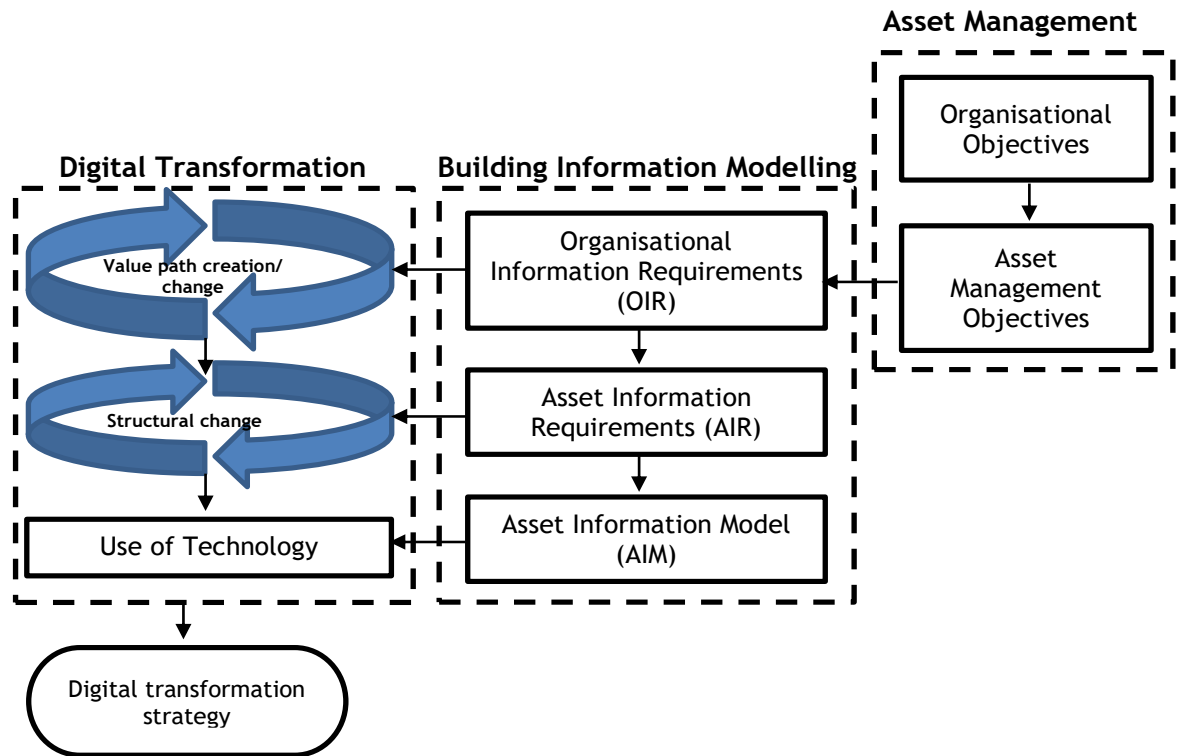 Asset Management
Organisational
Objectives
Asset
Management
Objectives
Building Information Modelling
Organisational
Information Requirements
(OIR)
Asset Information
Requirements (AIR)
Asset Information Model
(AIM)
Digital Transformation
Value path creation/
change
Structural change
Use of Technology
Digital transformation
strategy